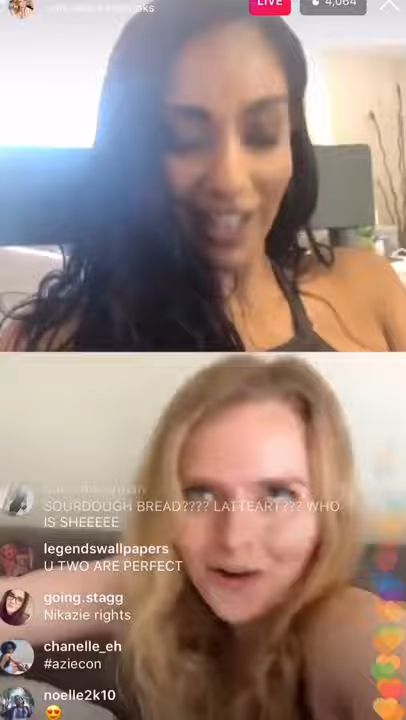 LIVE
4,064
SOURDOUGH BREAD???? LATTEART??? WHO
IS SHEEEEE
legendswallpapers
U TWO ARE PERFECT
going.stagg
Nikazie rights
chanelle_eh
#aziecon
noelle2k10
😍